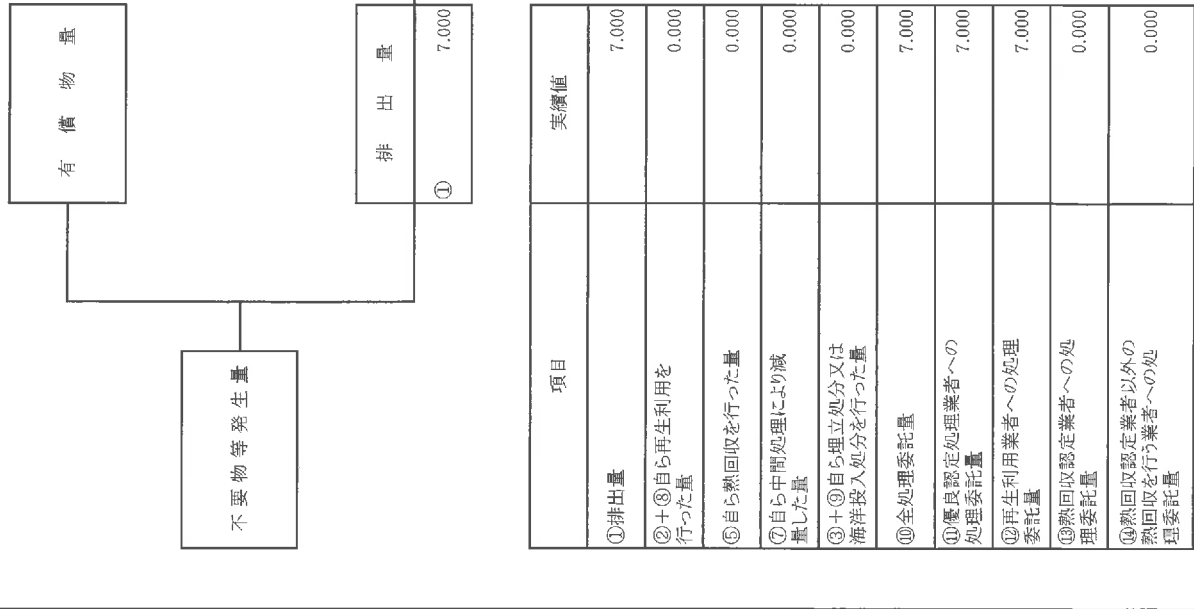 有償物量
不要物等発生量
排出量
① 7.000
項目 実績値
①排出量 7.000
②+⑧自ら再生利用を
行った量 0.000
⑤自ら熱回収を行った量 0.000
⑦自ら中間処理により減
量した量 0.000
③+⑨自ら埋立処分又は
海洋投入処分を行った量 0.000
⑩全処理委託量 7.000
⑪優良認定処理業者への
処理委託量 7.000
⑫再生利用業者への処理
委託量 7.000
⑬熱回収認定業者への処
理委託量 0.000
⑭熱回収認定業者以外の
熱回収を行う業者への処
理委託量 0.000